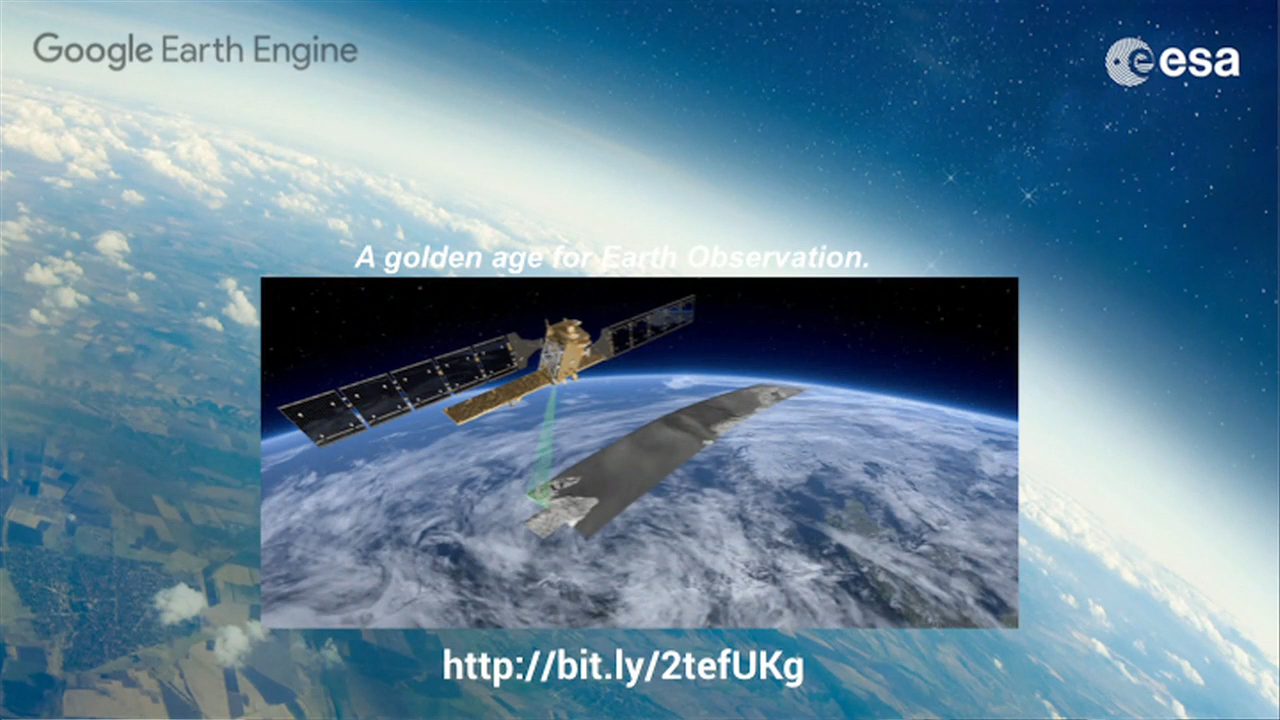 Google Earth Engine
esa
A golden age for Earth Observation.
http://bit.ly/2tefUKg